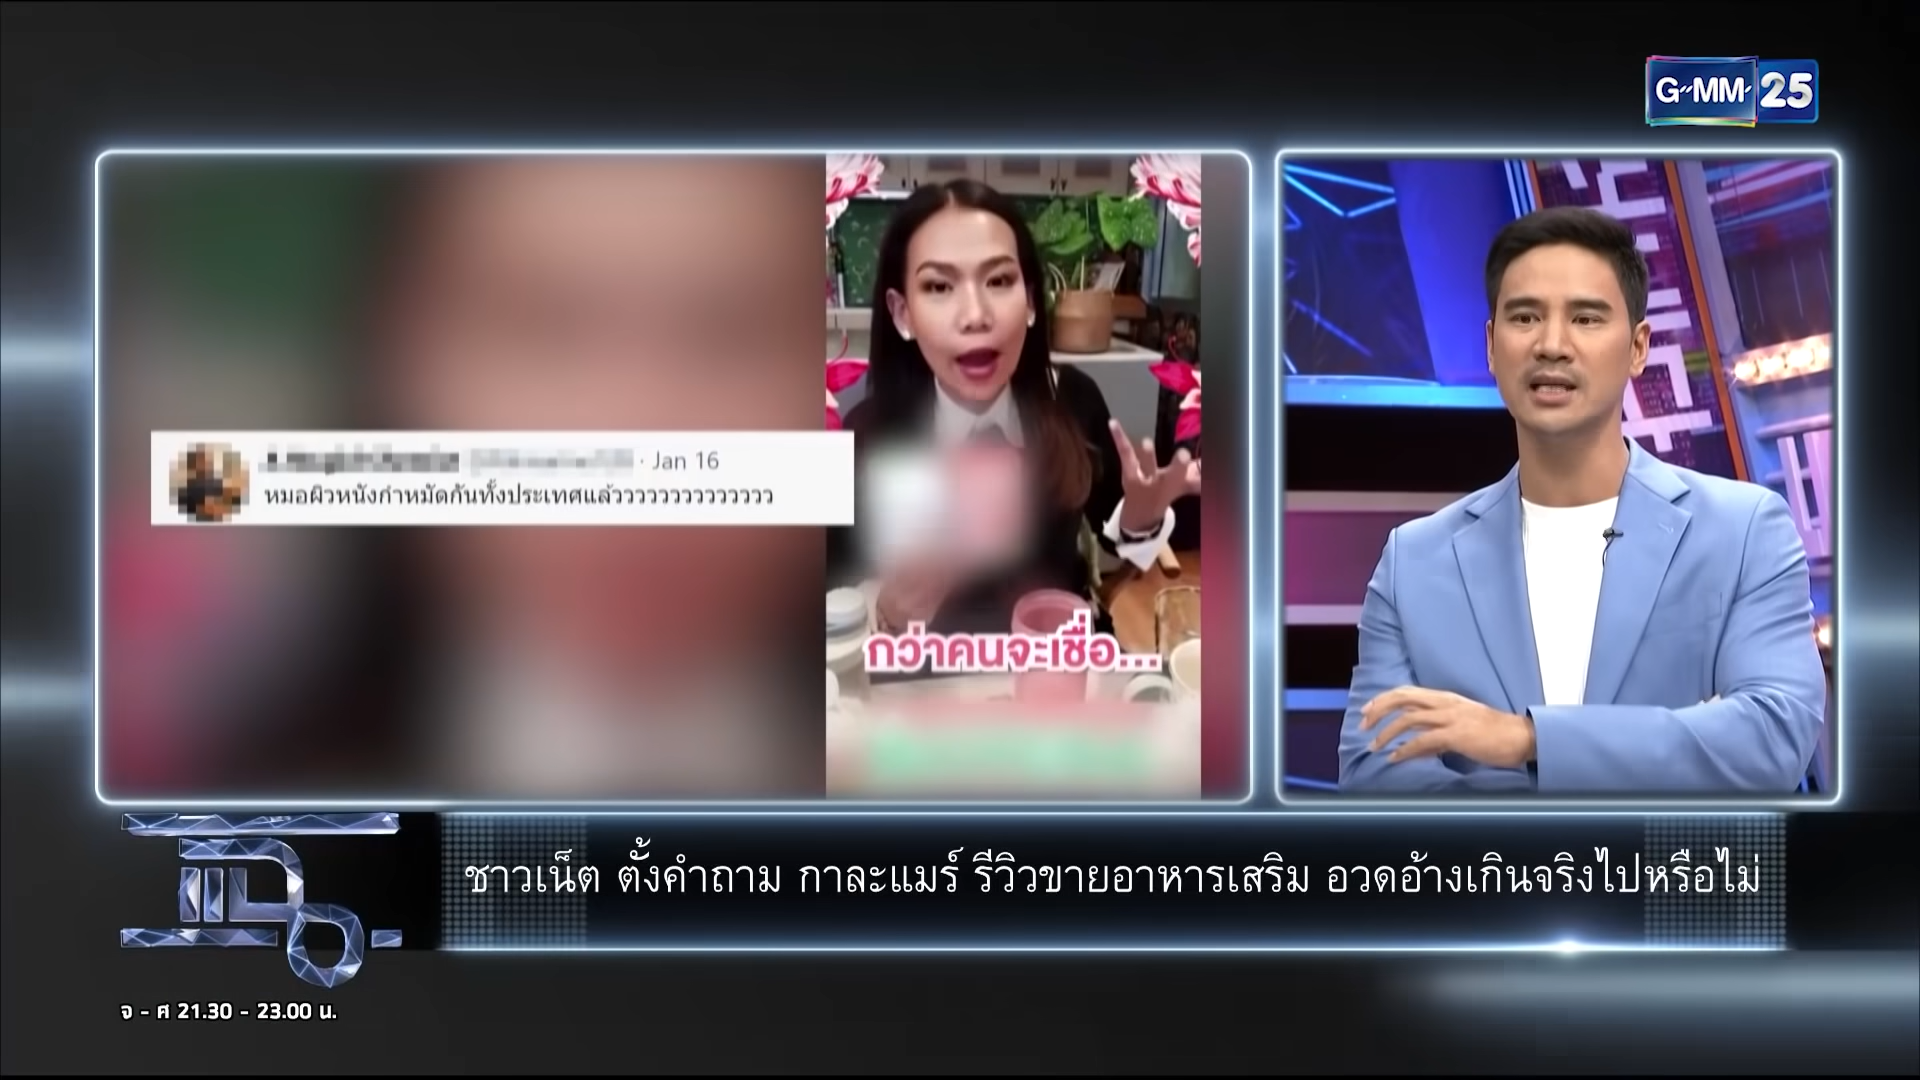 G-MM 25
Jan 16
หมอผิวหนังกำหมัดกันทั้งประเทศแล้วววววววววววววววว
กว่าคนจะเชื่อ...
แฉ
ชาวเน็ต ตั้งคำถาม กาละแมร์ รีวิวขายอาหารเสริม อวดอ้างเกินจริงไปหรือไม่
จ - ศ 21.30 - 23.00 น.